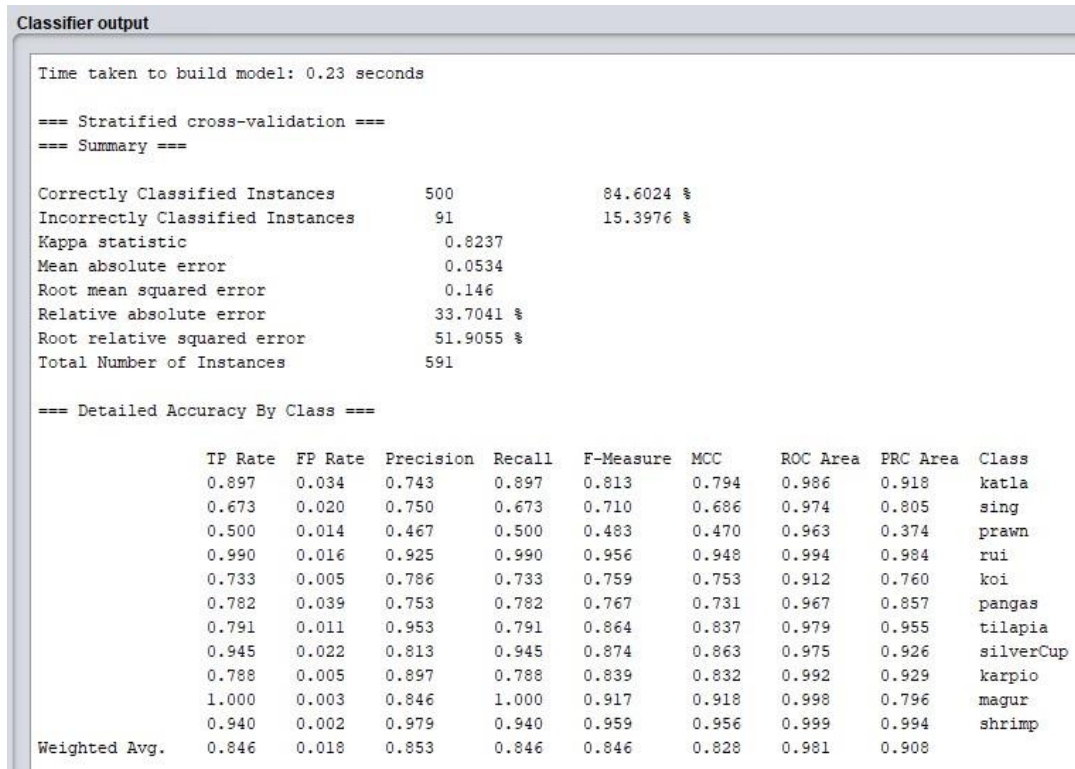 Classifier output
Time taken to build model: 0.23 seconds
=== Stratified cross-validation ===
=== Summary ===
Correctly Classified Instances 500 84.6024 %
Incorrectly Classified Instances 91 15.3976 %
Kappa statistic 0.8237
Mean absolute error 0.0534
Root mean squared error 0.146
Relative absolute error 33.7041 %
Root relative squared error 51.9055 %
Total Number of Instances 591
=== Detailed Accuracy By Class ===
TP Rate FP Rate Precision Recall F-Measure MCC ROC Area PRC Area Class
0.897 0.034 0.743 0.897 0.813 0.794 0.986 0.918 katla
0.673 0.020 0.750 0.673 0.710 0.686 0.974 0.805 sing
0.500 0.014 0.467 0.500 0.483 0.470 0.963 0.374 prawn
0.990 0.016 0.925 0.990 0.956 0.948 0.994 0.984 rui
0.733 0.005 0.786 0.733 0.759 0.753 0.912 0.760 koi
0.782 0.039 0.753 0.782 0.767 0.731 0.967 0.857 pangas
0.791 0.011 0.953 0.791 0.864 0.837 0.979 0.955 tilapia
0.945 0.022 0.813 0.945 0.874 0.863 0.975 0.926 silverCup
0.788 0.005 0.897 0.788 0.839 0.832 0.992 0.929 karpio
1.000 0.003 0.846 1.000 0.917 0.918 0.998 0.796 magur
0.940 0.002 0.979 0.940 0.959 0.956 0.999 0.994 shrimp
Weighted Avg. 0.846 0.018 0.853 0.846 0.846 0.828 0.981 0.908